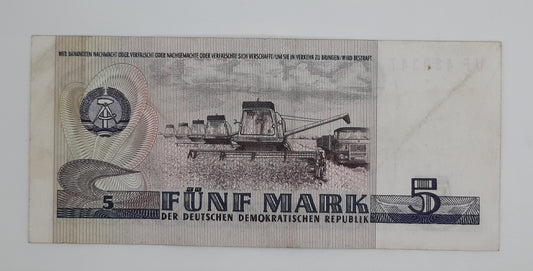 WER BANKNOTEN NACHMACHT ODER VERFÄLSCHT ODER NACHGEMACHTE ODER VERFÄLSCHTE SICH VERSCHAFFT UND SIE IN VERKEHR ZU BRINGEN WIRD BESTRAFT
5 FÜNF MARK 5
DER DEUTSCHEN DEMOKRATISCHEN REPUBLIK